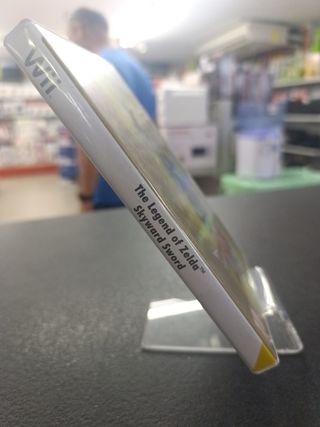 Wii
The Legend of Zelda™
Skyward Sword